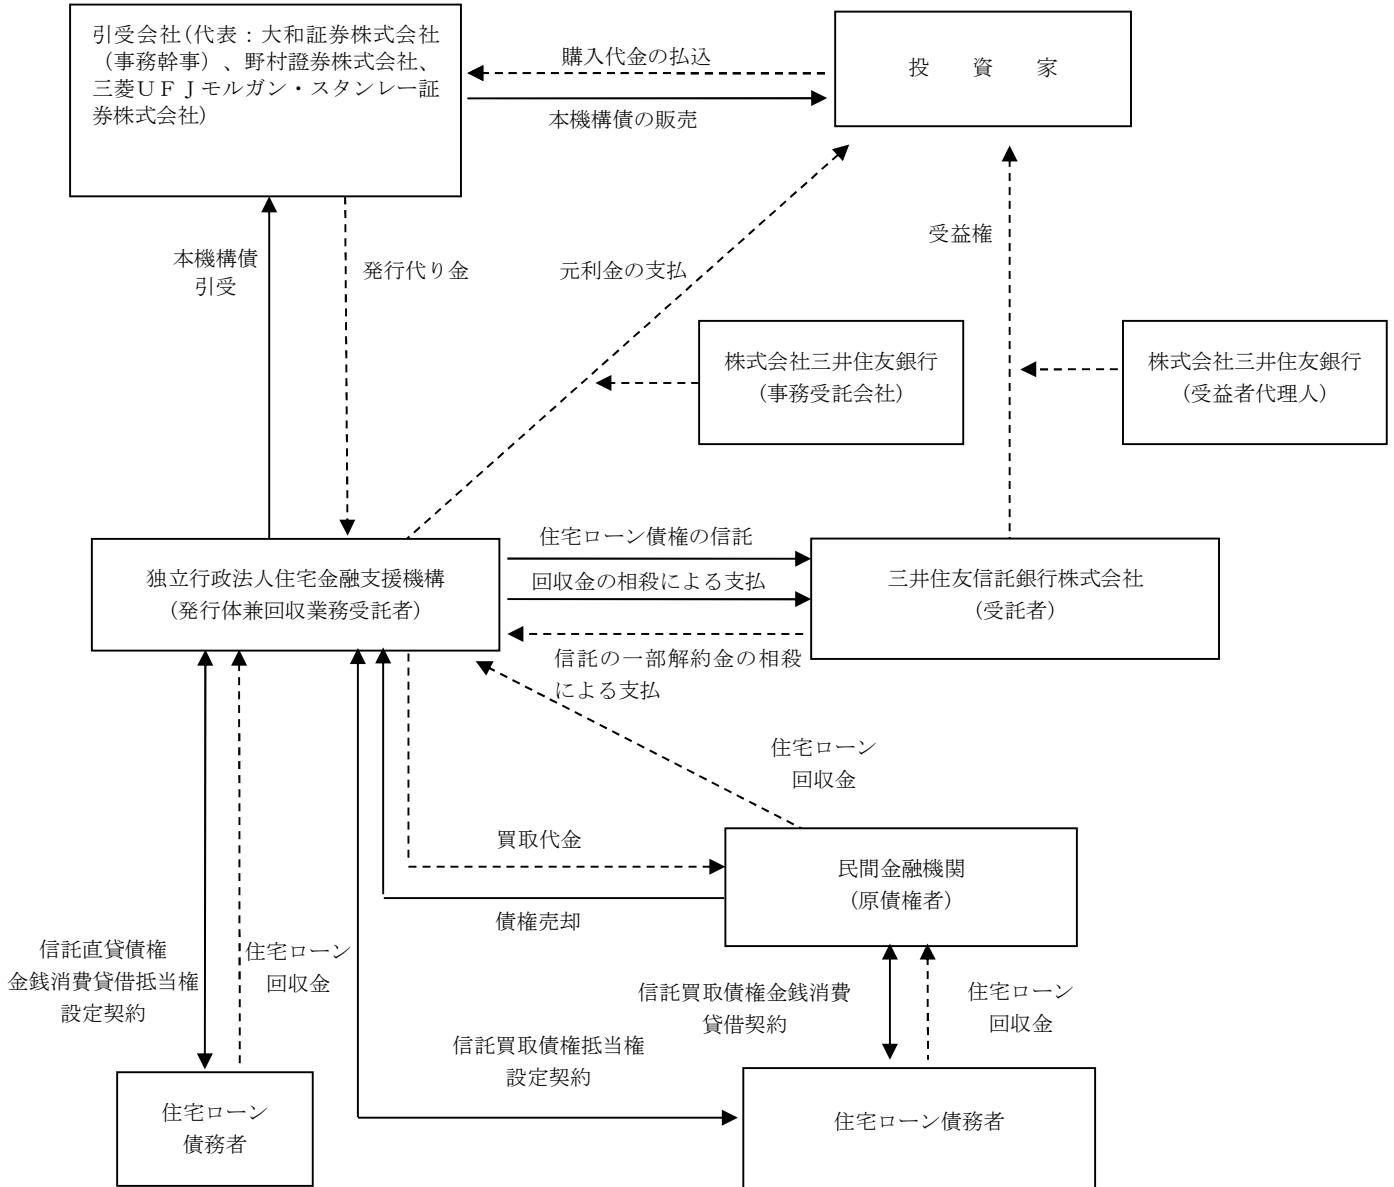 引受会社(代表：大和証券株式会社
（事務幹事）、野村證券株式会社、
三菱ＵＦＪモルガン・スタンレー証
券株式会社)
購入代金の払込
本機構債の販売
投　資　家
本機構債
引受
発行代り金
元利金の支払
受益権
株式会社三井住友銀行
（事務受託会社）
株式会社三井住友銀行
（受益者代理人）
独立行政法人住宅金融支援機構
（発行体兼回収業務受託者）
住宅ローン債権の信託
回収金の相殺による支払
信託の一部解約金の相殺
による支払
三井住友信託銀行株式会社
（受託者）
住宅ローン
回収金
買取代金
債権売却
民間金融機関
（原債権者）
信託直貸債権
金銭消費貸借抵当権
設定契約
住宅ローン
回収金
信託買取債権金銭消費
貸借契約
住宅ローン
回収金
信託買取債権抵当権
設定契約
住宅ローン
債務者
住宅ローン債務者